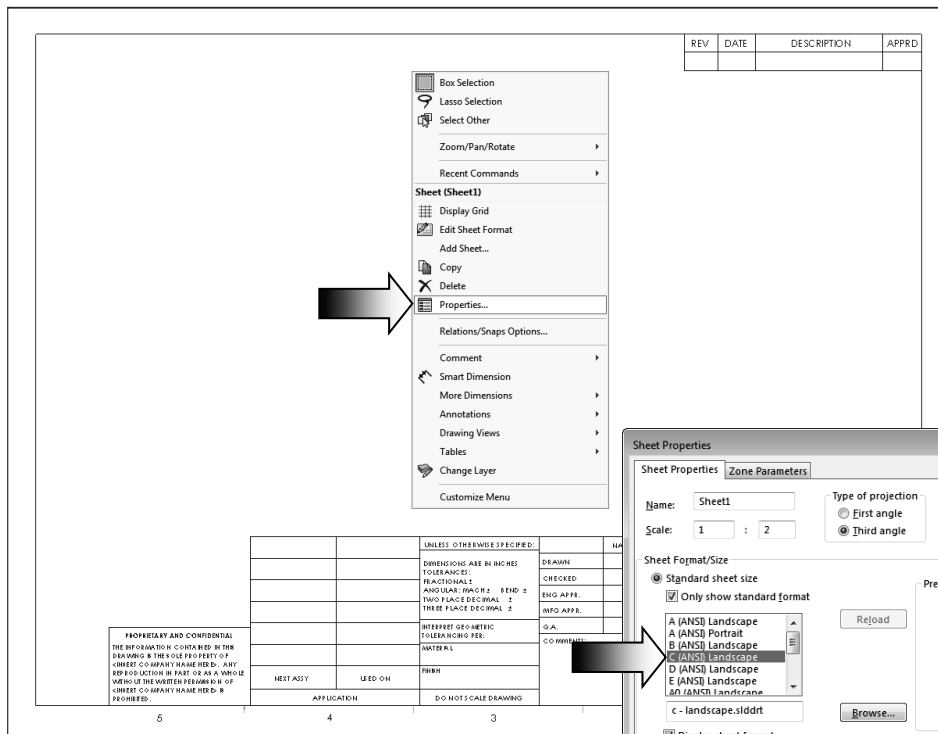 REV DATE DESCRIPTION APPRD
Box Selection
Lasso Selection
Select Other
Zoom/Pan/Rotate
Recent Commands
Sheet (Sheet1)
Display Grid
Edit Sheet Format
Add Sheet...
Copy
Delete
Properties...
Relations/Snaps Options...
Comment
Smart Dimension
More Dimensions
Annotations
Drawing Views
Tables
Change Layer
Customize Menu
Sheet Properties
Sheet Properties Zone Parameters
Name: Sheet1
Scale: 1 : 2
Type of projection
First angle
Third angle
Sheet Format/Size
Standard sheet size
Only show standard format
A (ANSI) Landscape
A (ANSI) Portrait
B (ANSI) Landscape
C (ANSI) Landscape
D (ANSI) Landscape
E (ANSI) Landscape
A0 (ANSI) Landscape
Reload
Pre
c - landscape.slddrt
Browse...
UNLESS OTHERWISE SPECIFIED:
DIMENSIONS ARE IN INCHES
TOLERANCES:
FRACTIONAL ±
ANGULAR: MACH ± BEND ±
TWO PLACE DECIMAL ±
THREE PLACE DECIMAL ±
INTERPRET GEOMETRIC
TOLERANCING PER:
MATERIAL
FINISH
DO NOT SCALE DRAWING
NA
DRAWN
CHECKED
ENG APPR.
MFG APPR.
Q.A.
COMMENTS:
PROPRIETARY AND CONFIDENTIAL
THE INFORMATION CONTAINED IN THIS
DRAWING IS THE SOLE PROPERTY OF
<INSERT COMPANY NAME HERE>. ANY
REPRODUCTION IN PART OR AS A WHOLE
WITHOUT THE WRITTEN PERMISSION OF
<INSERT COMPANY NAME HERE> IS
PROHIBITED.
NEXT ASSY USED ON
APPLICATION
5 4 3